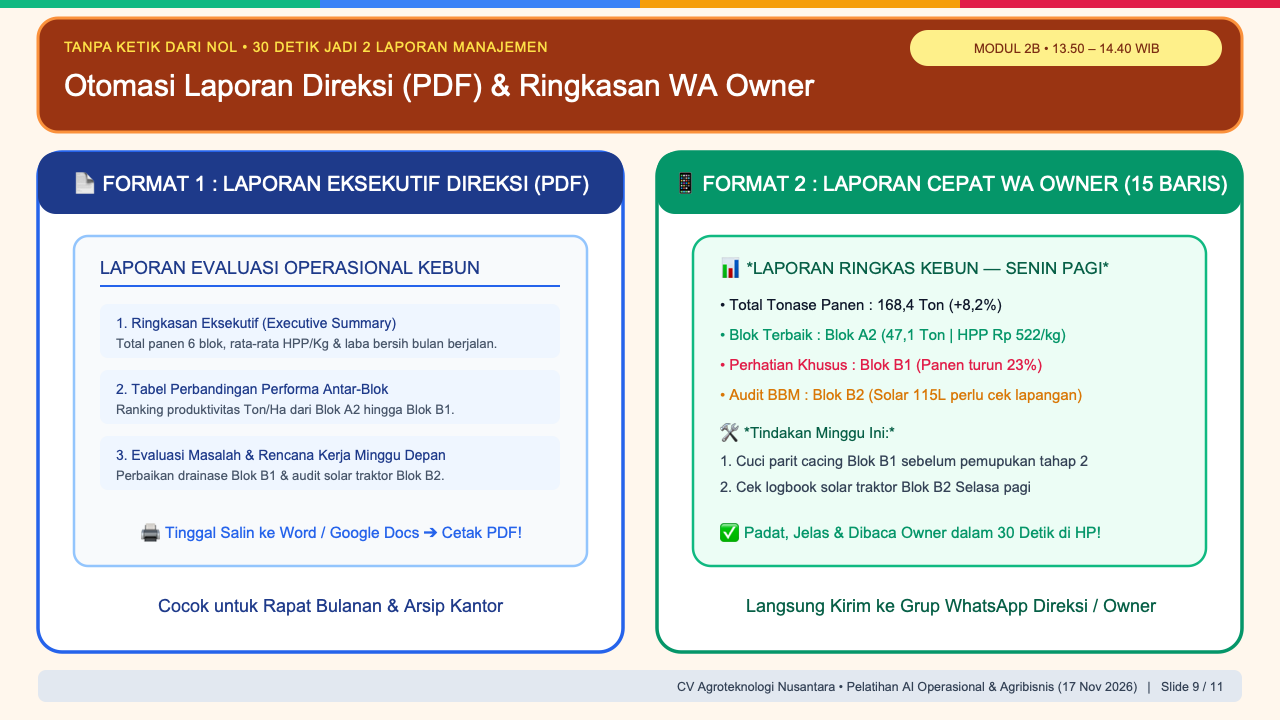 TANPA KETIK DARI NOL • 30 DETIK JADI 2 LAPORAN MANAJEMEN
MODUL 2B • 13.50 – 14.40 WIB
Otomasi Laporan Direksi (PDF) & Ringkasan WA Owner
📄 FORMAT 1 : LAPORAN EKSEKUTIF DIREKSI (PDF)
LAPORAN EVALUASI OPERASIONAL KEBUN
1. Ringkasan Eksekutif (Executive Summary)
Total panen 6 blok, rata-rata HPP/Kg & laba bersih bulan berjalan.
2. Tabel Perbandingan Performa Antar-Blok
Ranking produktivitas Ton/Ha dari Blok A2 hingga Blok B1.
3. Evaluasi Masalah & Rencana Kerja Minggu Depan
Perbaikan drainase Blok B1 & audit solar traktor Blok B2.
🖨️ Tinggal Salin ke Word / Google Docs ➔ Cetak PDF!
Cocok untuk Rapat Bulanan & Arsip Kantor
📱 FORMAT 2 : LAPORAN CEPAT WA OWNER (15 BARIS)
📊 *LAPORAN RINGKAS KEBUN — SENIN PAGI*
• Total Tonase Panen : 168,4 Ton (+8,2%)
• Blok Terbaik : Blok A2 (47,1 Ton | HPP Rp 522/kg)
• Perhatian Khusus : Blok B1 (Panen turun 23%)
• Audit BBM : Blok B2 (Solar 115L perlu cek lapangan)
🛠️ *Tindakan Minggu Ini:*
1. Cuci parit cacing Blok B1 sebelum pemupukan tahap 2
2. Cek logbook solar traktor Blok B2 Selasa pagi
✅ Padat, Jelas & Dibaca Owner dalam 30 Detik di HP!
Langsung Kirim ke Grup WhatsApp Direksi / Owner
CV Agroteknologi Nusantara • Pelatihan AI Operasional & Agribisnis (17 Nov 2026) | Slide 9 / 11